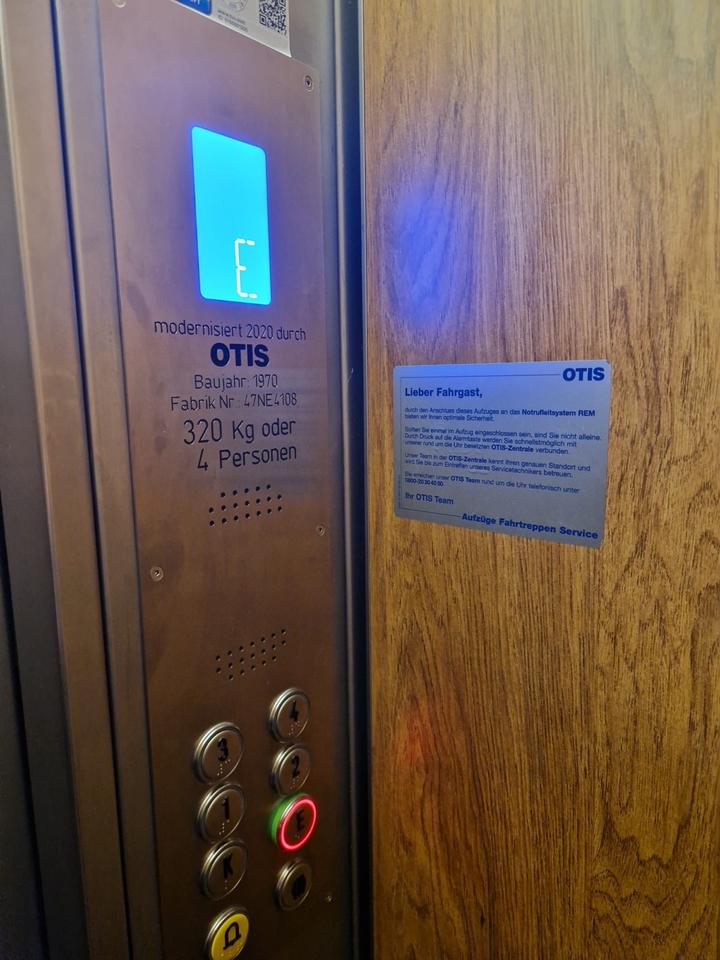 E
modernisiert 2020 durch
OTIS
Baujahr: 1970
Fabrik Nr.: 47NE4108
320 Kg oder
4 Personen
4
3
2
1
E
K
OTIS
Lieber Fahrgast,
durch den Anschluss dieses Aufzuges an das Notrufleitsystem REM
bieten wir Ihnen optimale Sicherheit.
Sollten Sie einmal im Aufzug eingeschlossen sein, sind Sie nicht alleine.
Durch Druck auf die Alarmtaste werden Sie schnellstmöglich mit
unserer rund um die Uhr besetzten OTIS-Zentrale verbunden.
Unser Team in der OTIS-Zentrale kennt Ihren genauen Standort und
wird Sie bis zum Eintreffen unseres Servicetechnikers betreuen.
Sie erreichen unser OTIS Team rund um die Uhr telefonisch unter
0800-20 30 40 50.
Ihr OTIS Team
Aufzüge Fahrtreppen Service